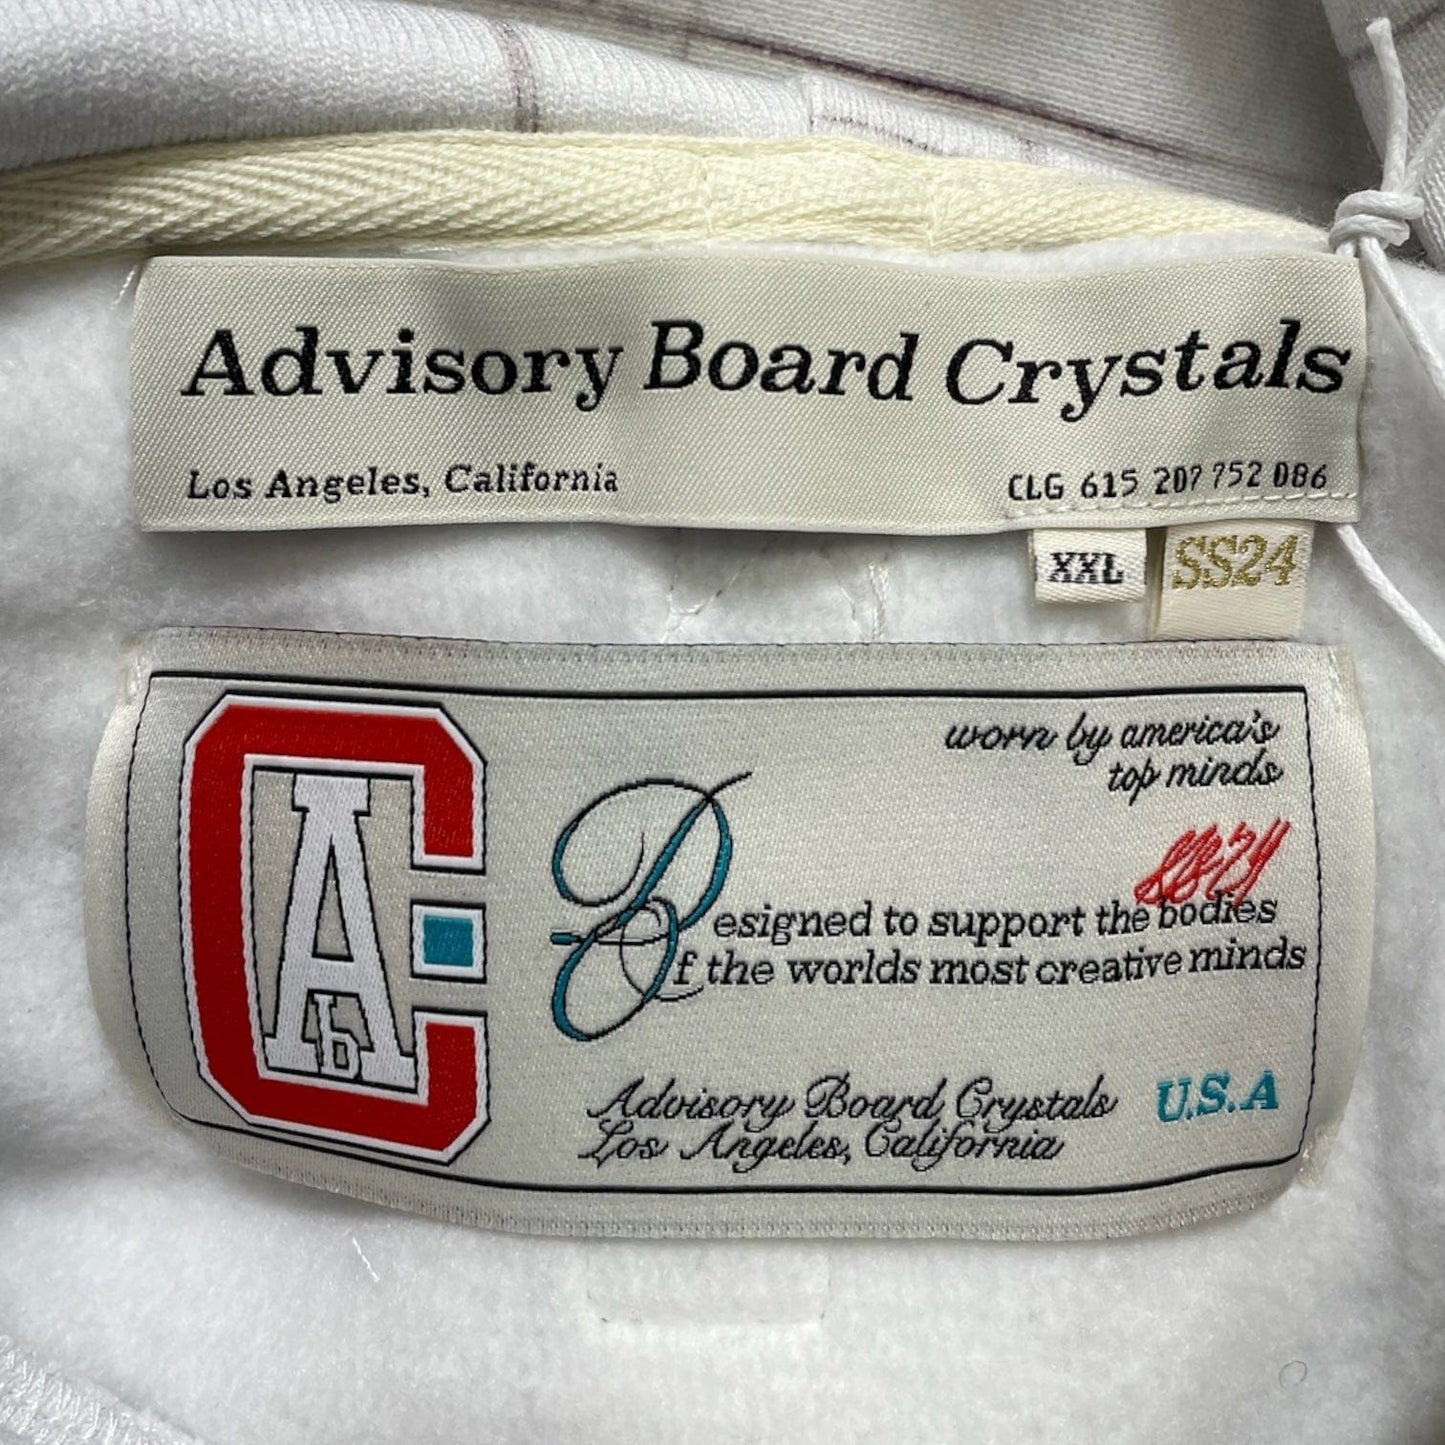 Advisory Board Crystals
Los Angeles, California
CLG 615 207 752 086
XXL
SS24
C
A
b
worn by america's
top minds
SS24
Designed to support the bodies
Of the worlds most creative minds
Advisory Board Crystals
Los Angeles, California
U.S.A